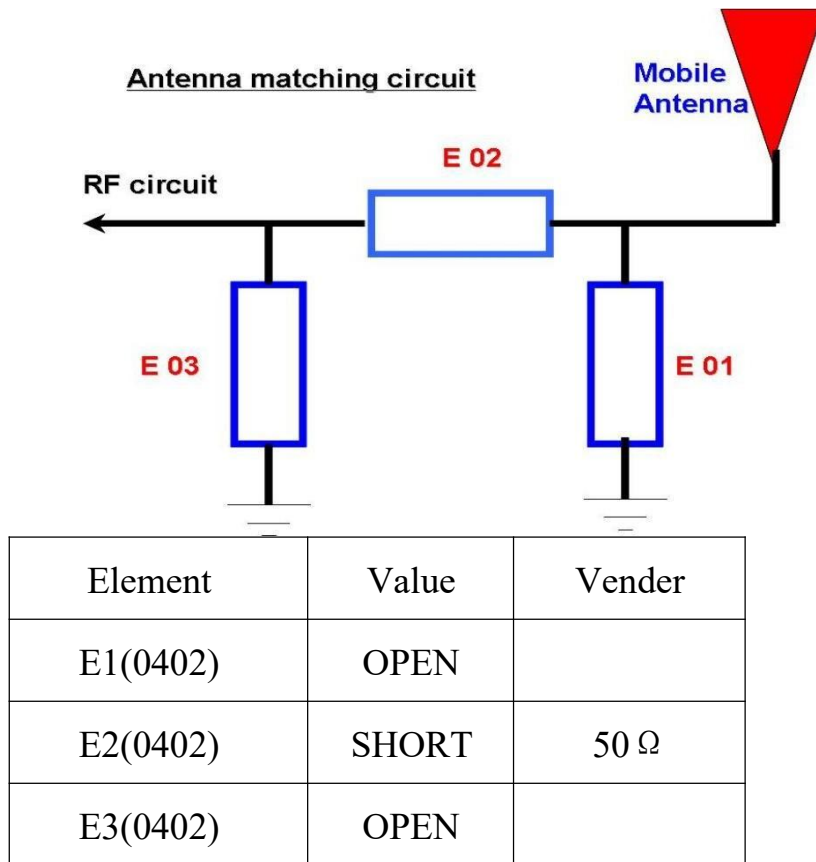 Antenna matching circuit
Mobile
Antenna
E 02
RF circuit
E 03
E 01
Element Value Vender
E1(0402) OPEN
E2(0402) SHORT 50 Ω
E3(0402) OPEN